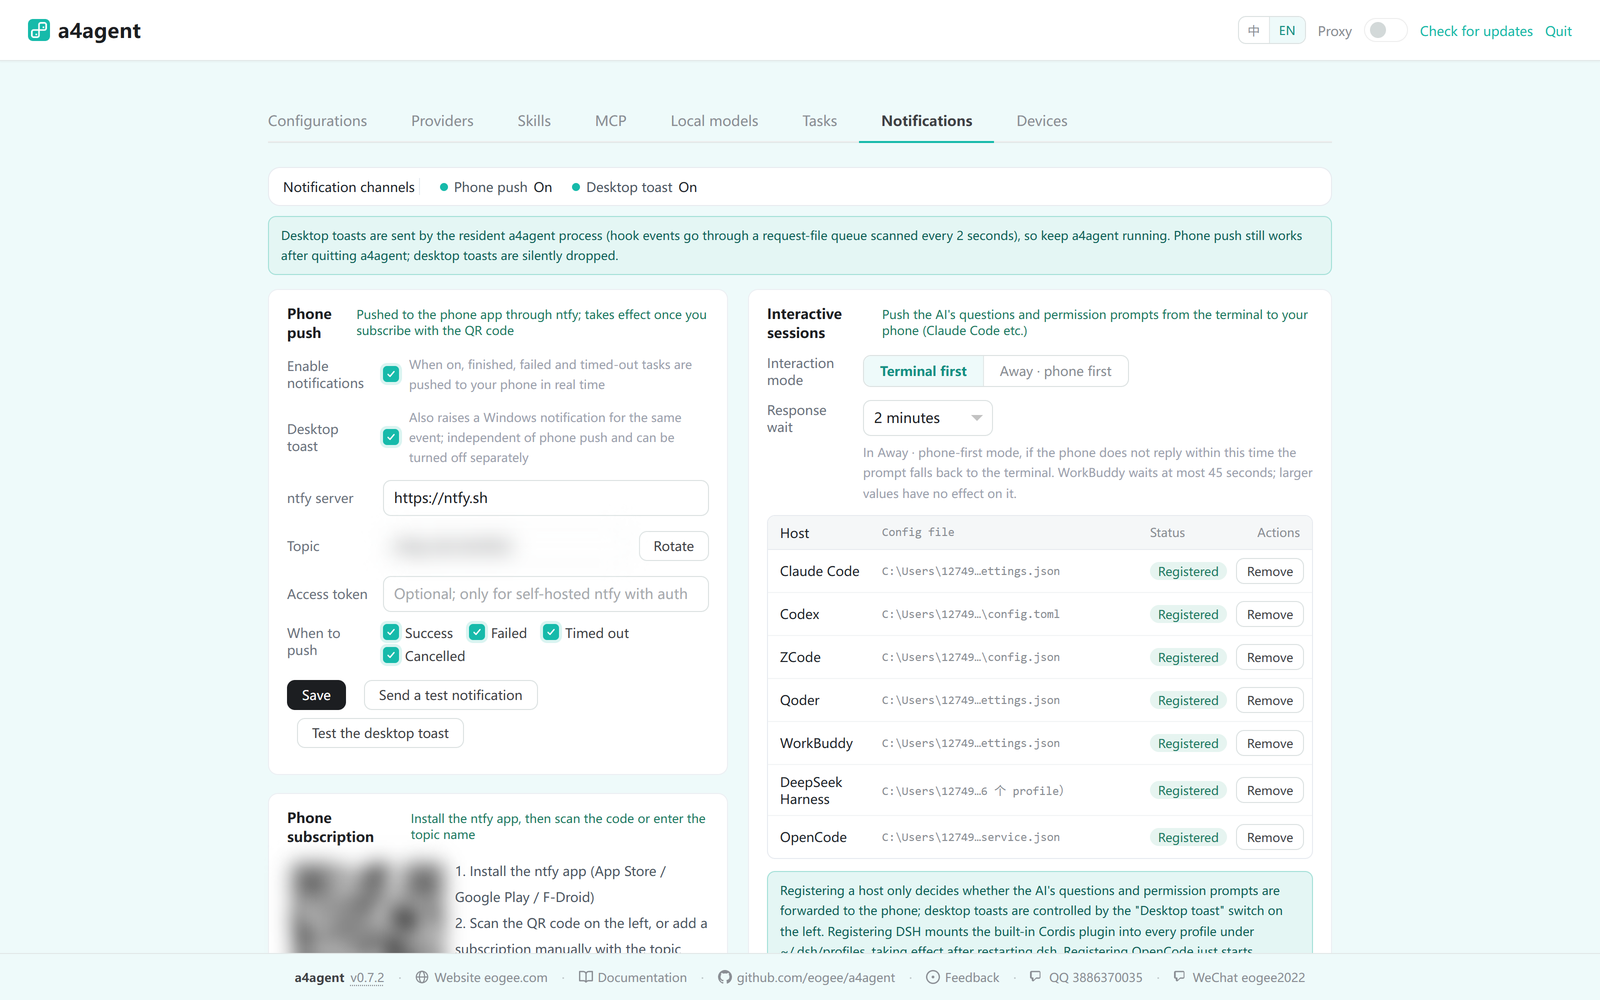 a4agent
中 EN Proxy Check for updates Quit
Configurations Providers Skills MCP Local models Tasks Notifications Devices
Notification channels Phone push On Desktop toast On
Desktop toasts are sent by the resident a4agent process (hook events go through a request-file queue scanned every 2 seconds), so keep a4agent running. Phone push still works
after quitting a4agent; desktop toasts are silently dropped.
Phone
push
Pushed to the phone app through ntfy; takes effect once you
subscribe with the QR code
Enable
notifications
When on, finished, failed and timed-out tasks are
pushed to your phone in real time
Desktop
toast
Also raises a Windows notification for the same
event; independent of phone push and can be
turned off separately
ntfy server https://ntfy.sh
Topic Rotate
Access token Optional; only for self-hosted ntfy with auth
When to
push
Success Failed Timed out
Cancelled
Save Send a test notification
Test the desktop toast
Phone
subscription
Install the ntfy app, then scan the code or enter the
topic name
1. Install the ntfy app (App Store /
Google Play / F-Droid)
2. Scan the QR code on the left, or add a
subscription manually with the topic
Interactive
sessions
Push the AI's questions and permission prompts from the terminal to your
phone (Claude Code etc.)
Interaction
mode
Terminal first Away · phone first
Response
wait
2 minutes
In Away · phone-first mode, if the phone does not reply within this time the
prompt falls back to the terminal. WorkBuddy waits at most 45 seconds; larger
values have no effect on it.
Host Config file Status Actions
Claude Code C:\Users\12749…ettings.json Registered Remove
Codex C:\Users\12749…\config.toml Registered Remove
ZCode C:\Users\12749…\config.json Registered Remove
Qoder C:\Users\12749…ettings.json Registered Remove
WorkBuddy C:\Users\12749…ettings.json Registered Remove
DeepSeek
Harness
C:\Users\12749…6 个 profile) Registered Remove
OpenCode C:\Users\12749…service.json Registered Remove
Registering a host only decides whether the AI's questions and permission prompts are
forwarded to the phone; desktop toasts are controlled by the "Desktop toast" switch on
the left. Registering DSH mounts the built-in Cordis plugin into every profile under
~/.dsh/profiles, taking effect after restarting dsh. Registering OpenCode just starts
a4agent v0.7.2 · Website eogee.com · Documentation · github.com/eogee/a4agent · Feedback · QQ 3886370035 · WeChat eogee2022